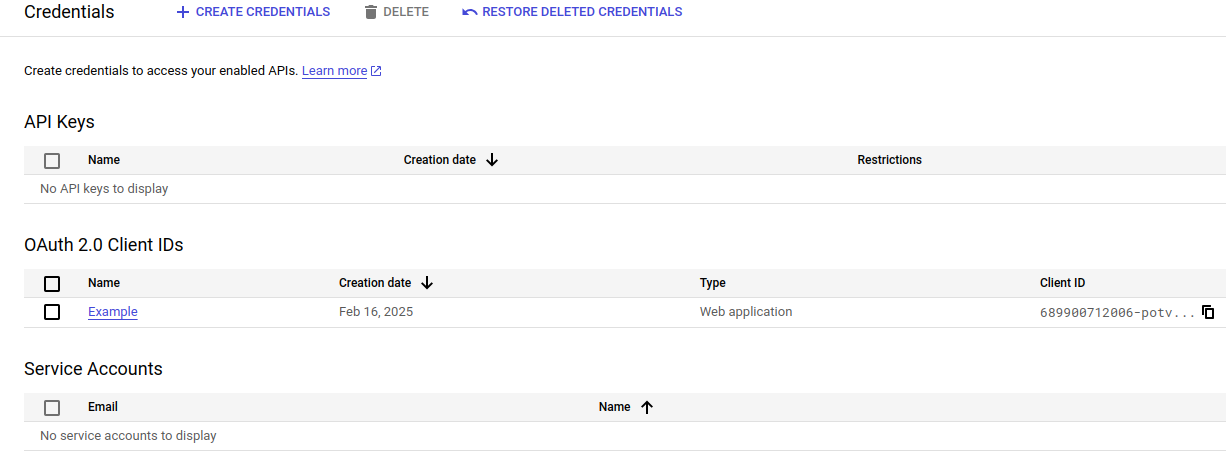 Credentials + CREATE CREDENTIALS DELETE RESTORE DELETED CREDENTIALS
Create credentials to access your enabled APIs. Learn more
API Keys
Name Creation date Restrictions
No API keys to display
OAuth 2.0 Client IDs
Name Creation date Type Client ID
Example Feb 16, 2025 Web application 689900712006-potv...
Service Accounts
Email Name
No service accounts to display